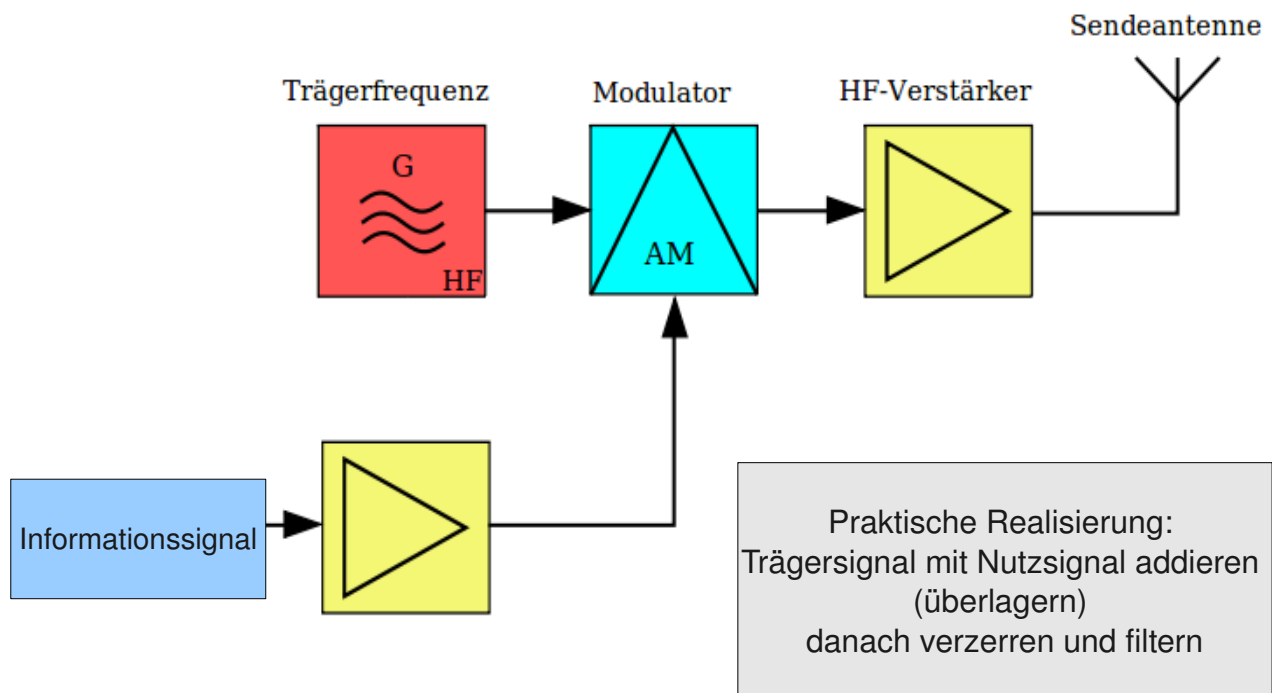 Sendeantenne
Trägerfrequenz
Modulator
HF-Verstärker
G
HF
AM
Informationssignal
Praktische Realisierung:
Trägersignal mit Nutzsignal addieren
(überlagern)
danach verzerren und filtern